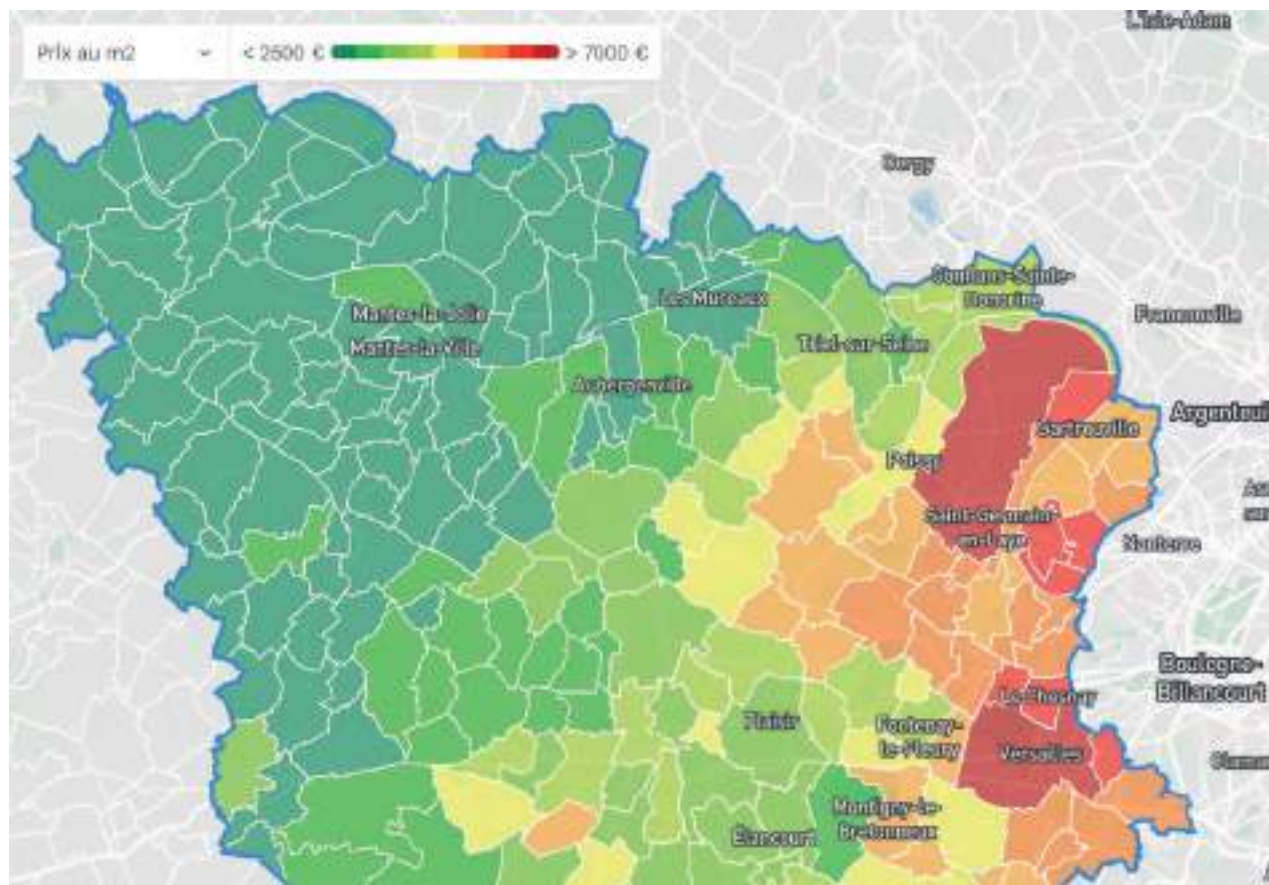 L'Isle-Adam
Prix au m2
< 2500 €
> 7000 €
Cergy
Conflans-Sainte-
Honorine
Les Mureaux
Mantes-la-Jolie
Franconville
Triel-sur-Seine
Mantes-la-Ville
Aubergenville
Argenteuil
Sartrouville
Poissy
Saint-Germain-
en-Laye
Nanterre
Boulogne-
Billancourt
Le Chesnay
Plaisir
Fontenay-
le-Fleury
Versailles
Montigny-le-
Bretonneux
Élancourt